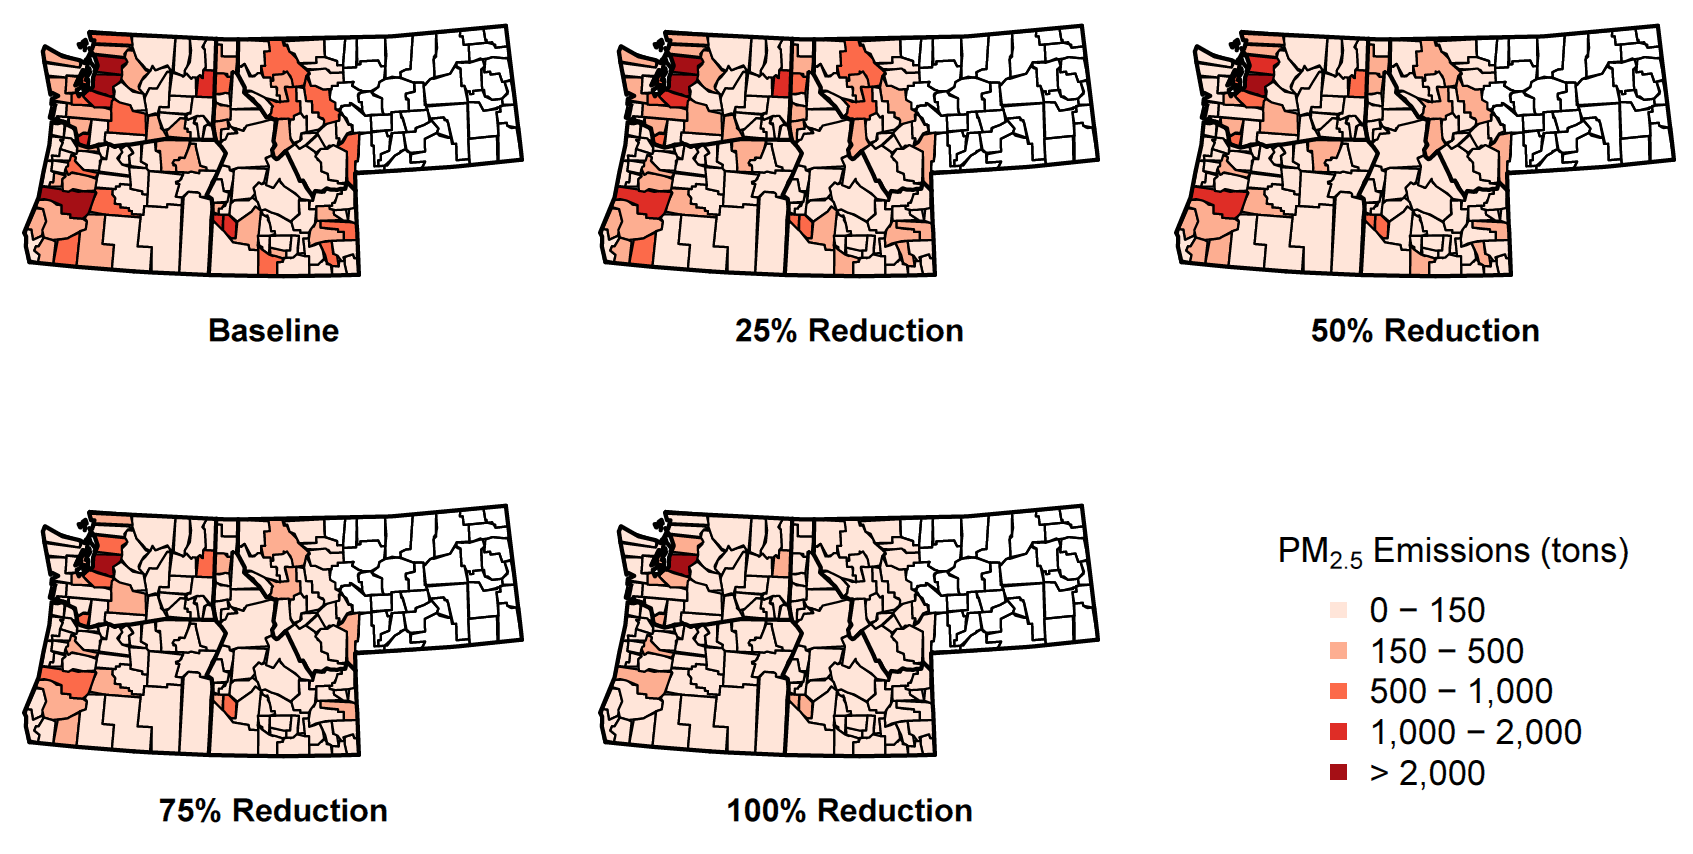 Baseline
25% Reduction
50% Reduction
75% Reduction
100% Reduction
PM2.5 Emissions (tons)
0 − 150
150 − 500
500 − 1,000
1,000 − 2,000
> 2,000